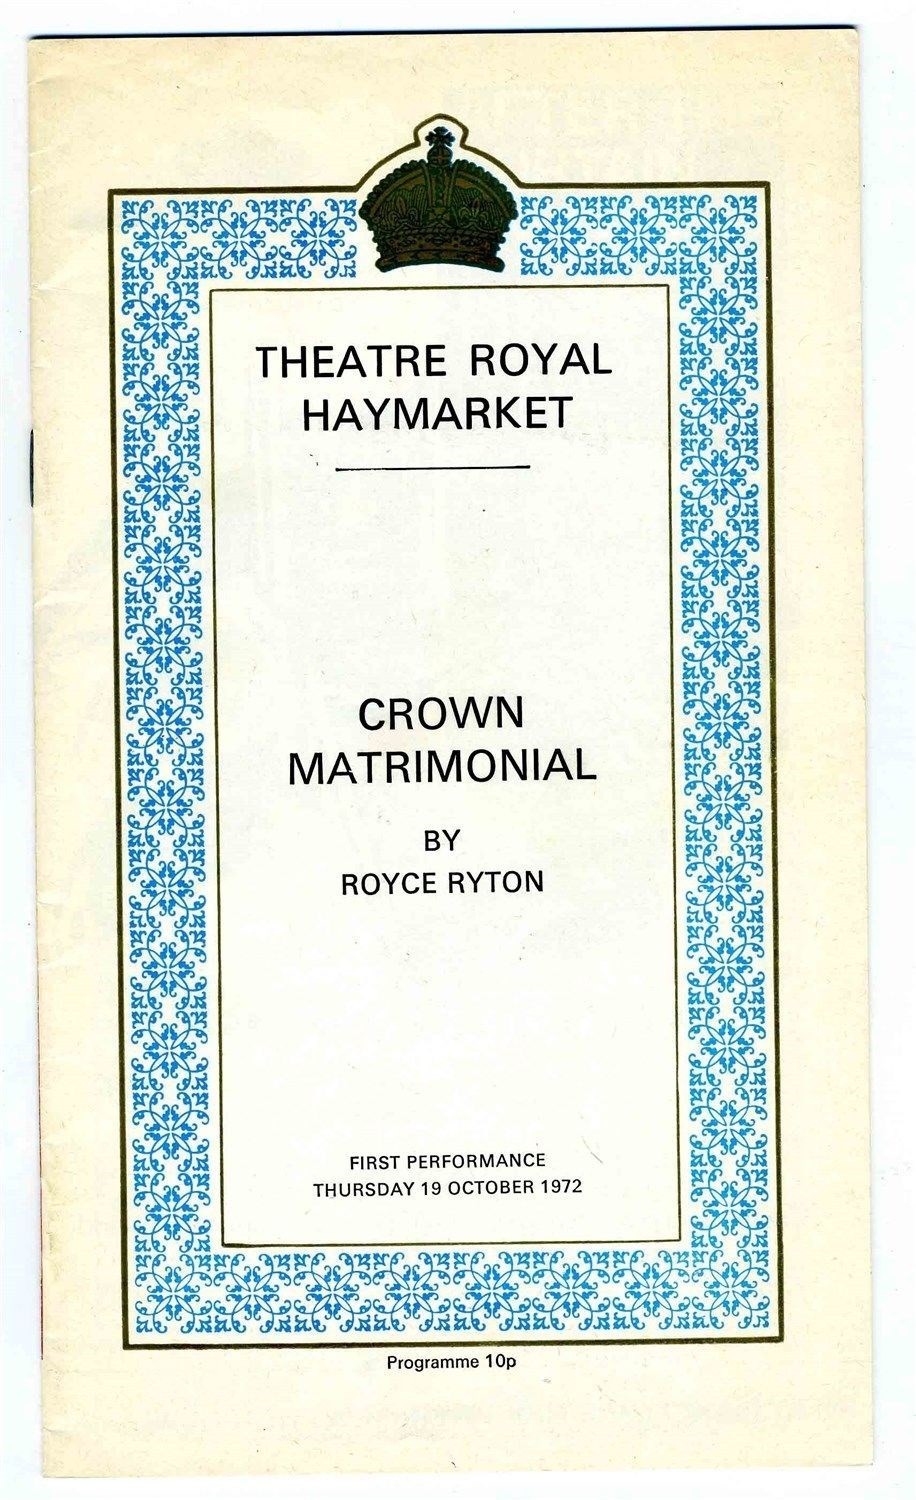 THEATRE ROYAL
HAYMARKET
CROWN
MATRIMONIAL
BY
ROYCE RYTON
FIRST PERFORMANCE
THURSDAY 19 OCTOBER 1972
Programme 10p